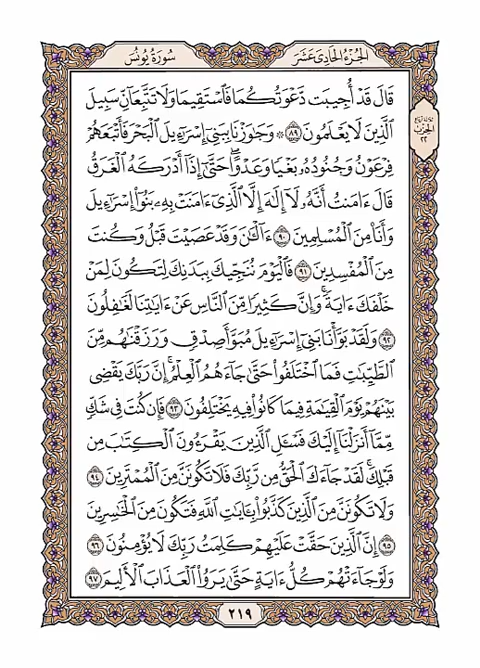 الجزء الحادى عشر
سورة يونس
قَالَ قَدْ أُجِيبَت دَّعْوَتُكُمَا فَٱسْتَقِيمَا وَلَا تَتَّبِعَآنِّ سَبِيلَ
ٱلَّذِينَ لَا يَعْلَمُونَ ٨٩ ۞ وَجَٰوَزْنَا بِبَنِىٓ إِسْرَٰٓءِيلَ ٱلْبَحْرَ فَأَتْبَعَهُمْ
فِرْعَوْنُ وَجُنُودُهُۥ بَغْيًا وَعَدْوًا ۖ حَتَّىٰٓ إِذَآ أَدْرَكَهُ ٱلْغَرَقُ
قَالَ ءَامَنتُ أَنَّهُۥ لَآ إِلَٰهَ إِلَّا ٱلَّذِىٓ ءَامَنَتْ بِهِۦ بَنُوٓا۟ إِسْرَٰٓءِيلَ
وَأَنَا۠ مِنَ ٱلْمُسْلِمِينَ ٩٠ ءَآلْـَٰٔنَ وَقَدْ عَصَيْتَ قَبْلُ وَكُنتَ
مِنَ ٱلْمُفْسِدِينَ ٩١ فَٱلْيَوْمَ نُنَجِّيكَ بِبَدَنِكَ لِتَكُونَ لِمَنْ
خَلْفَكَ ءَايَةً ۚ وَإِنَّ كَثِيرًا مِّنَ ٱلنَّاسِ عَنْ ءَايَٰتِنَا لَغَٰفِلُونَ
٩٢ وَلَقَدْ بَوَّأْنَا بَنِىٓ إِسْرَٰٓءِيلَ مُبَوَّأَ صِدْقٍ وَرَزَقْنَٰهُم مِّنَ
ٱلطَّيِّبَٰتِ فَمَا ٱخْتَلَفُوا۟ حَتَّىٰ جَآءَهُمُ ٱلْعِلْمُ ۚ إِنَّ رَبَّكَ يَقْضِى
بَيْنَهُمْ يَوْمَ ٱلْقِيَٰمَةِ فِيمَا كَانُوا۟ فِيهِ يَخْتَلِفُونَ ٩٣ فَإِن كُنتَ فِى شَكٍّ
مِّمَّآ أَنزَلْنَآ إِلَيْكَ فَسْـَٔلِ ٱلَّذِينَ يَقْرَءُونَ ٱلْكِتَٰبَ مِن
قَبْلِكَ ۚ لَقَدْ جَآءَكَ ٱلْحَقُّ مِن رَّبِّكَ فَلَا تَكُونَنَّ مِنَ ٱلْمُمْتَرِينَ ٩٤
وَلَا تَكُونَنَّ مِنَ ٱلَّذِينَ كَذَّبُوا۟ بِـَٔايَٰتِ ٱللَّهِ فَتَكُونَ مِنَ ٱلْخَٰسِرِينَ
٩٥ إِنَّ ٱلَّذِينَ حَقَّتْ عَلَيْهِمْ كَلِمَتُ رَبِّكَ لَا يُؤْمِنُونَ ٩٦
وَلَوْ جَآءَتْهُمْ كُلُّ ءَايَةٍ حَتَّىٰ يَرَوُا۟ ٱلْعَذَابَ ٱلْأَلِيمَ ٩٧
٢١٩
الحزب
٢٢